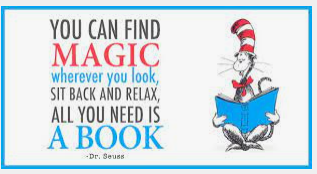 YOU CAN FIND
MAGIC
wherever you look,
SIT BACK AND RELAX,
ALL YOU NEED IS
A BOOK
-Dr. Seuss